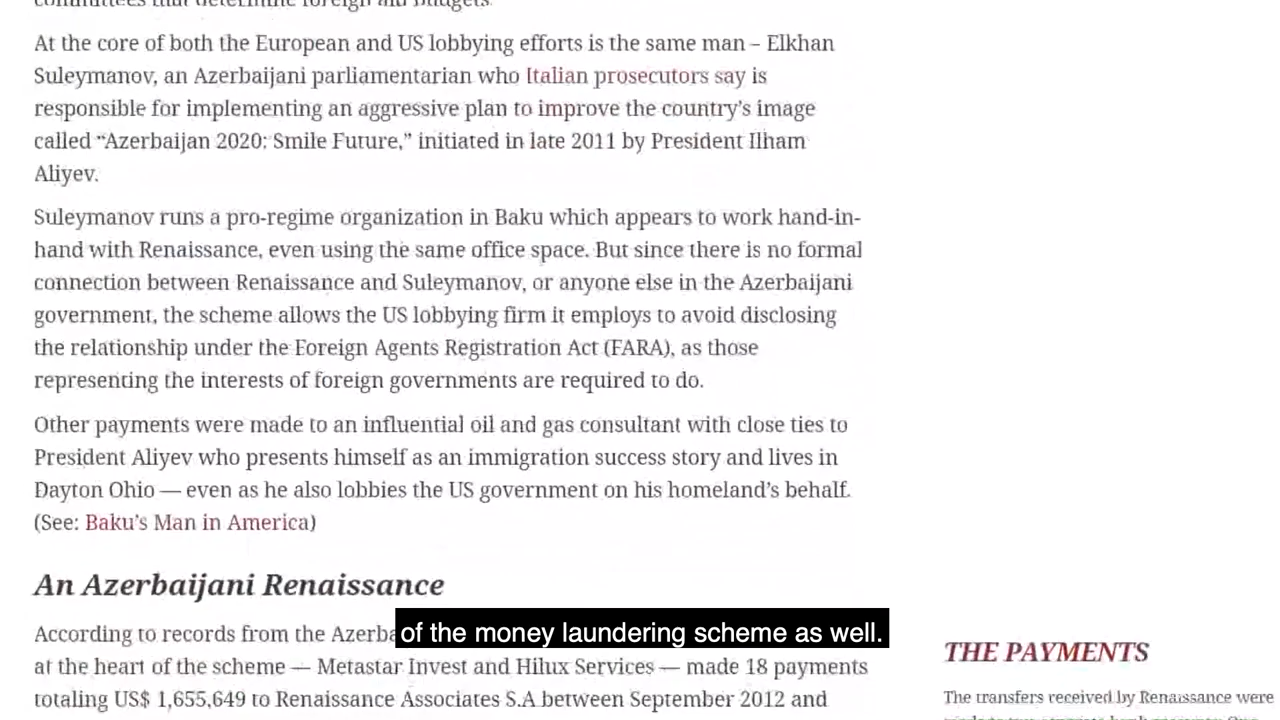 committees that determine foreign aid budgets.
At the core of both the European and US lobbying efforts is the same man – Elkhan
Suleymanov, an Azerbaijani parliamentarian who Italian prosecutors say is
responsible for implementing an aggressive plan to improve the country's image
called “Azerbaijan 2020: Smile Future,” initiated in late 2011 by President Ilham
Aliyev.
Suleymanov runs a pro-regime organization in Baku which appears to work hand-in-
hand with Renaissance, even using the same office space. But since there is no formal
connection between Renaissance and Suleymanov, or anyone else in the Azerbaijani
government, the scheme allows the US lobbying firm it employs to avoid disclosing
the relationship under the Foreign Agents Registration Act (FARA), as those
representing the interests of foreign governments are required to do.
Other payments were made to an influential oil and gas consultant with close ties to
President Aliyev who presents himself as an immigration success story and lives in
Dayton Ohio — even as he also lobbies the US government on his homeland's behalf.
(See: Baku's Man in America)
An Azerbaijani Renaissance
According to records from the Azerba
of the money laundering scheme as well.
at the heart of the scheme — Metastar Invest and Hilux Services — made 18 payments
totaling US$ 1,655,649 to Renaissance Associates S.A between September 2012 and
THE PAYMENTS
The transfers received by Renaissance were